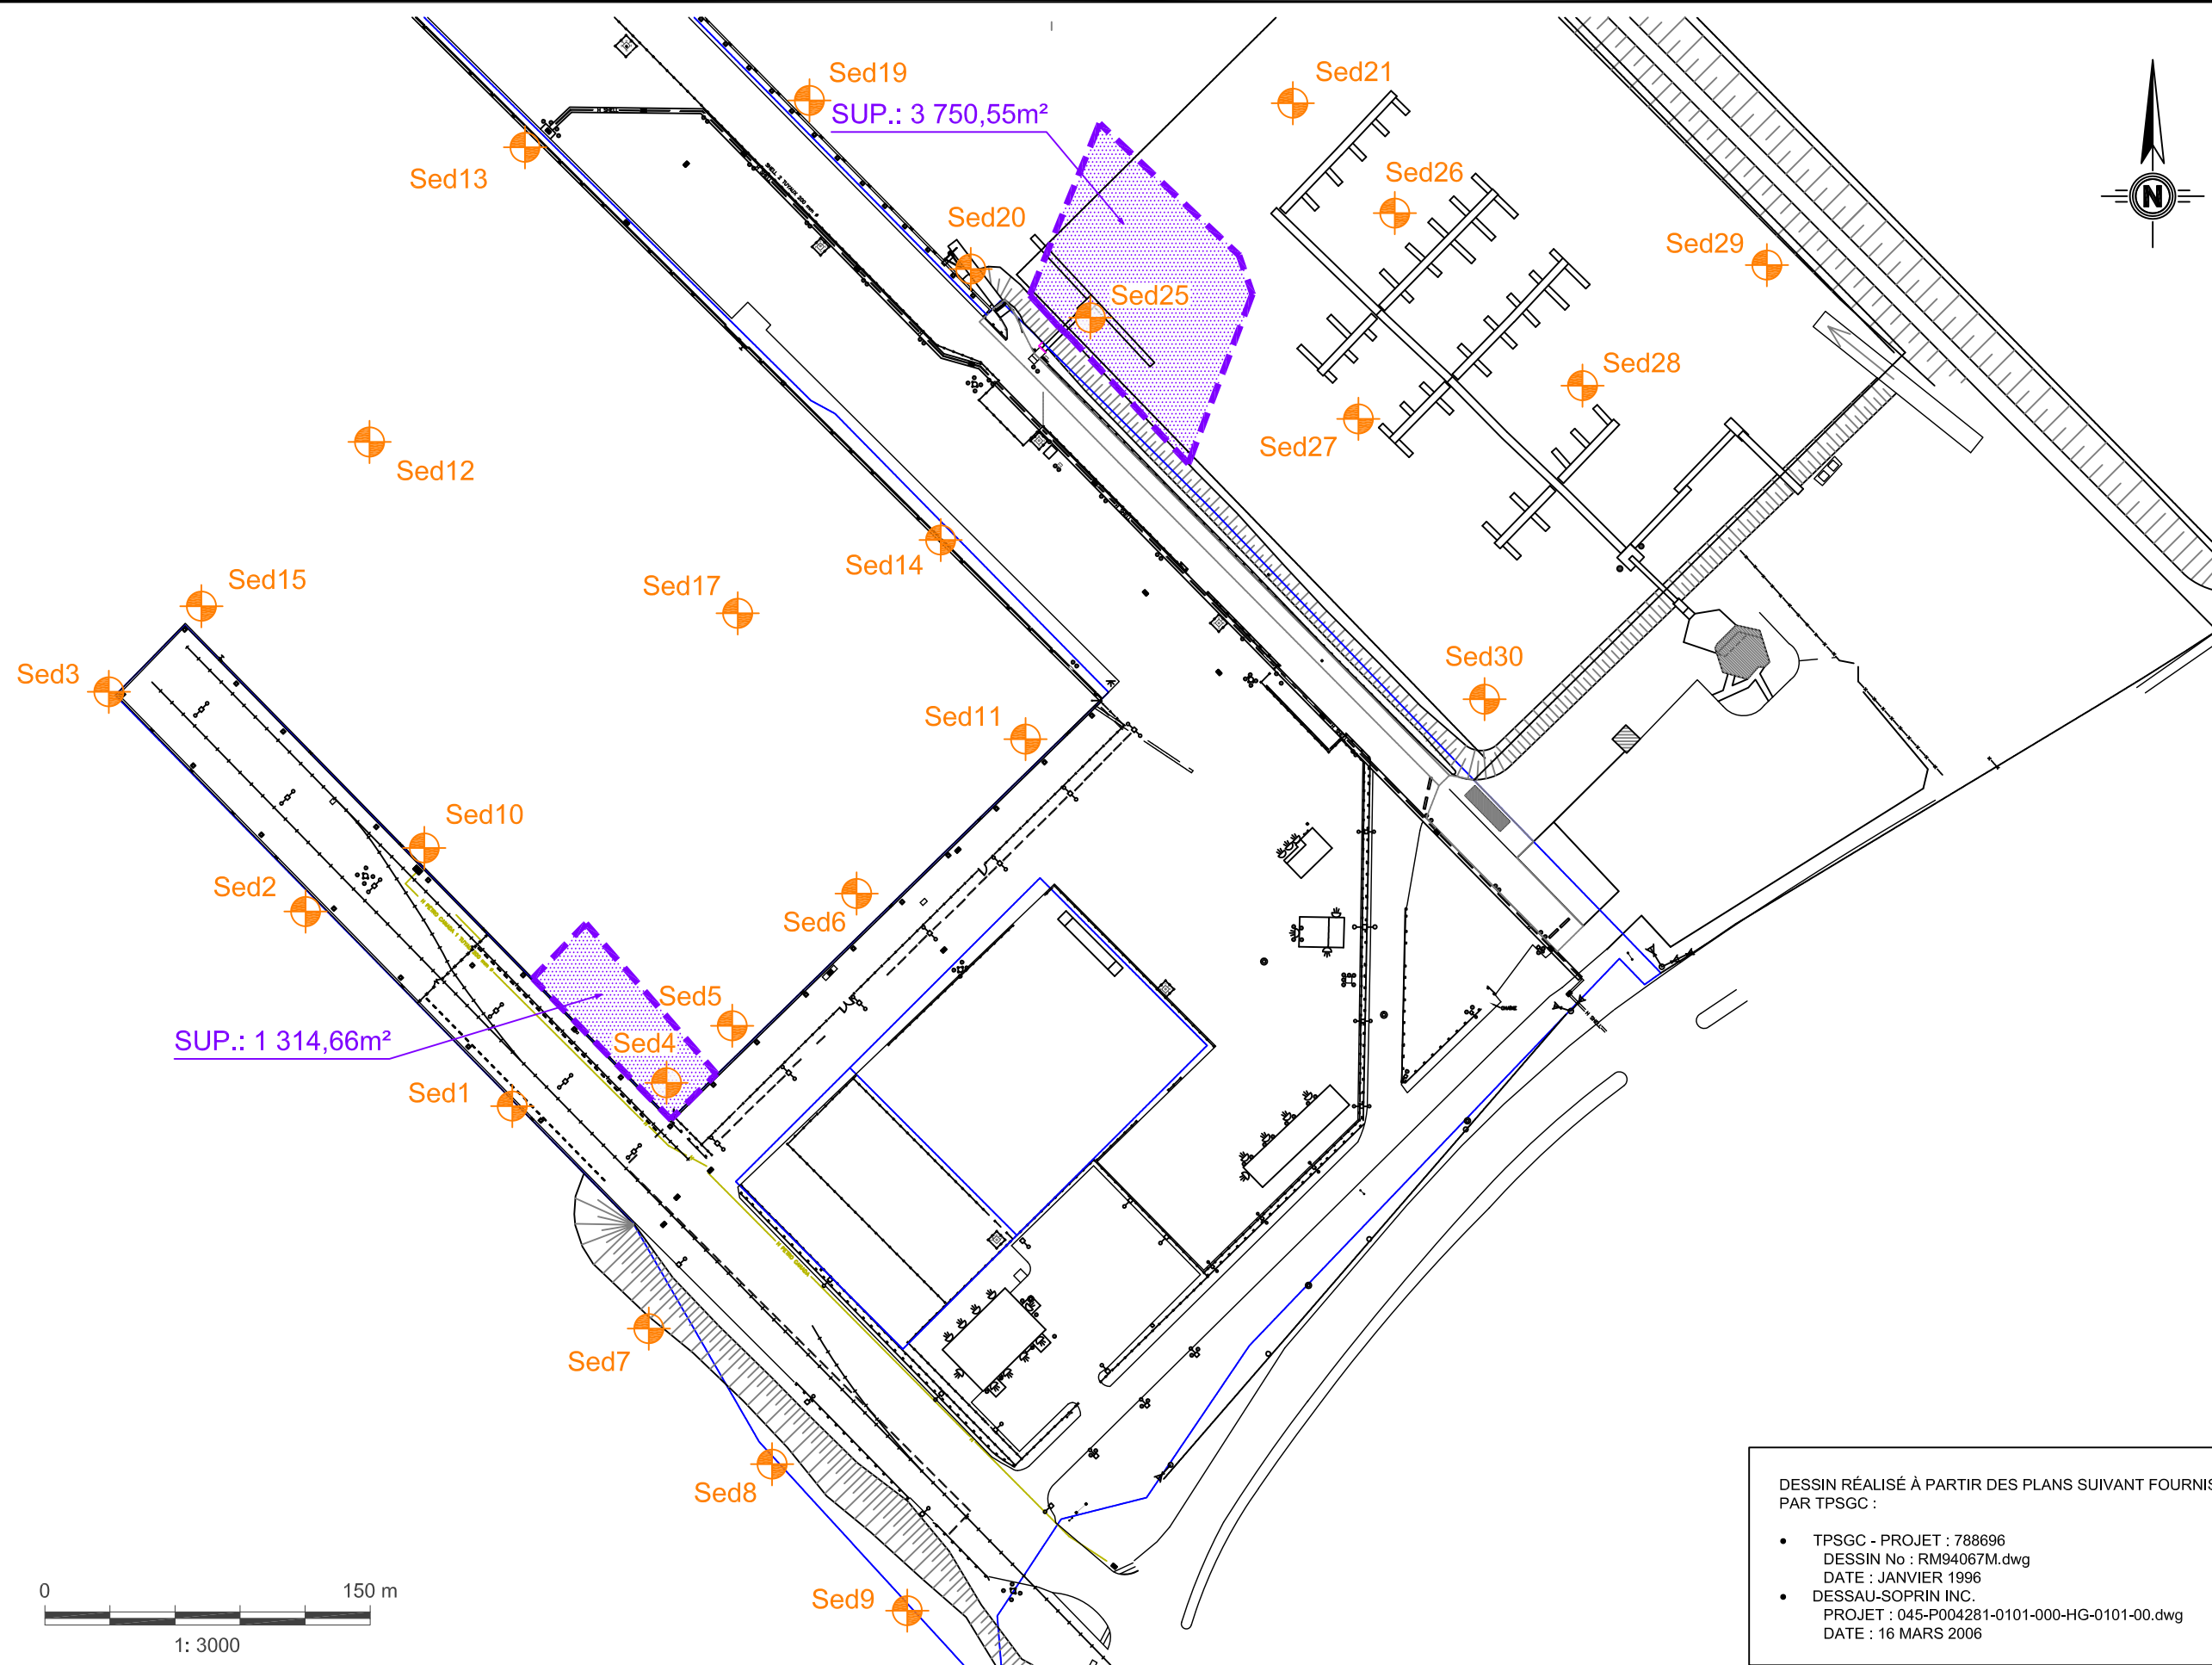 Sed19
SUP.: 3 750,55m²
Sed21
Sed13
Sed26
N
Sed20
Sed29
Sed25
Sed28
Sed12
Sed27
Sed14
Sed15
Sed17
Sed3
Sed30
Sed11
Sed10
Sed2
Sed6
Sed5
SUP.: 1 314,66m²
Sed4
Sed1
Sed7
Sed8
Sed9
0 150 m
1: 3000
DESSIN RÉALISÉ À PARTIR DES PLANS SUIVANT FOURNIS
PAR TPSGC :
• TPSGC - PROJET : 788696
DESSIN No : RM94067M.dwg
DATE : JANVIER 1996
• DESSAU-SOPRIN INC.
PROJET : 045-P004281-0101-000-HG-0101-00.dwg
DATE : 16 MARS 2006